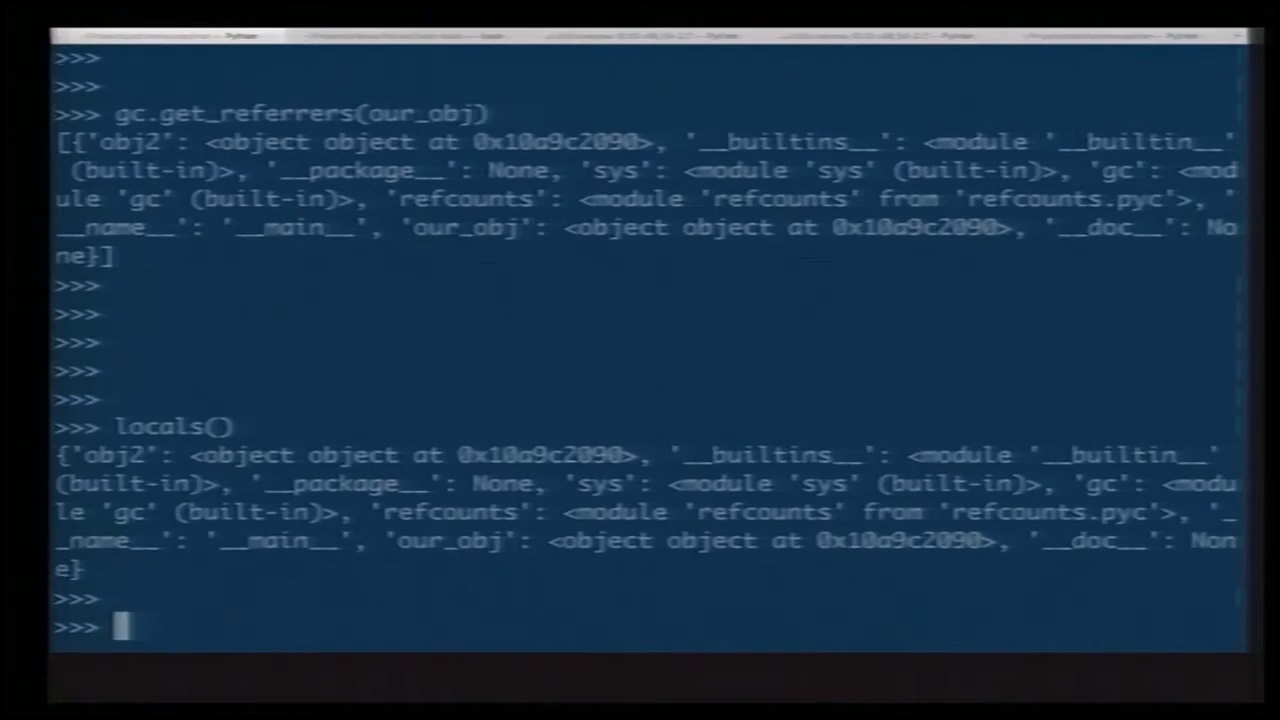 Python
>>>
>>>
>>> gc.get_referrers(our_obj)
[{'obj2': <object object at 0x10a9c2090>, '__builtins__': <module '__builtin__'
 (built-in)>, '__package__': None, 'sys': <module 'sys' (built-in)>, 'gc': <mod
ule 'gc' (built-in)>, 'refcounts': <module 'refcounts' from 'refcounts.pyc'>, '
__name__': '__main__', 'our_obj': <object object at 0x10a9c2090>, '__doc__': No
ne}]
>>>
>>>
>>>
>>>
>>>
>>> locals()
{'obj2': <object object at 0x10a9c2090>, '__builtins__': <module '__builtin__'
(built-in)>, '__package__': None, 'sys': <module 'sys' (built-in)>, 'gc': <modu
le 'gc' (built-in)>, 'refcounts': <module 'refcounts' from 'refcounts.pyc'>, '_
_name__': '__main__', 'our_obj': <object object at 0x10a9c2090>, '__doc__': Non
e}
>>>
>>>